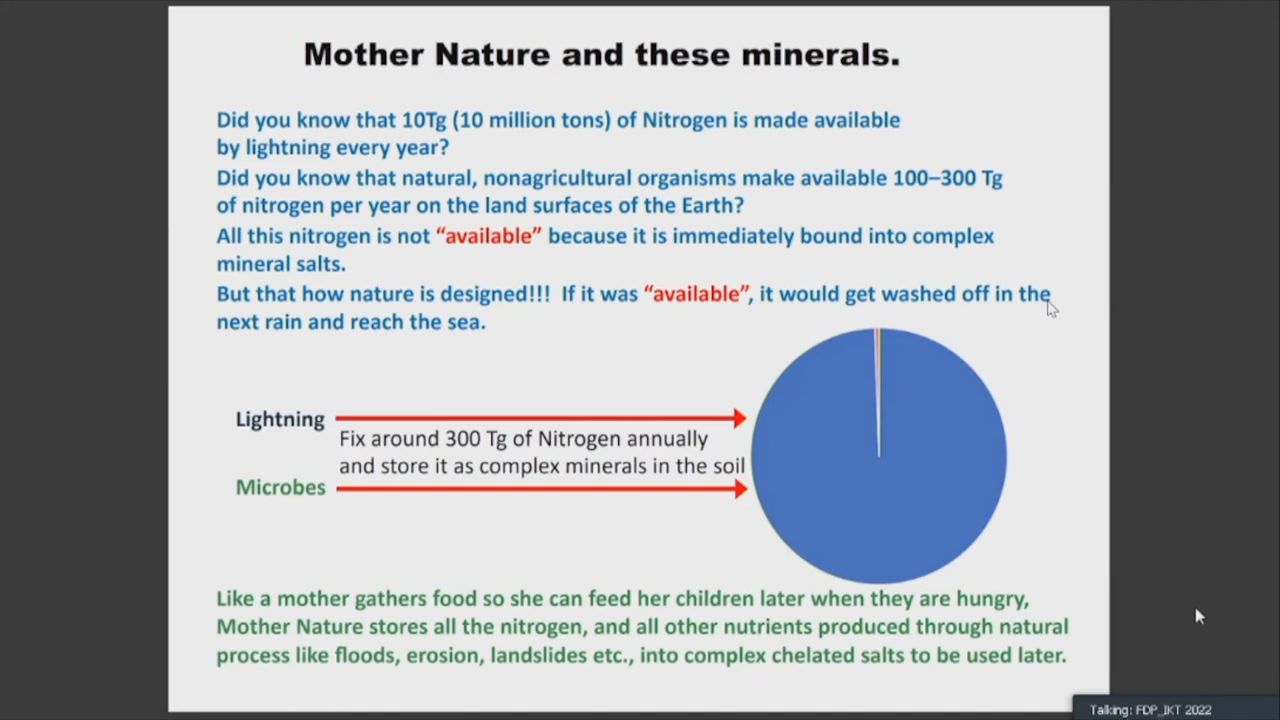 Mother Nature and these minerals.
Did you know that 10Tg (10 million tons) of Nitrogen is made available
by lightning every year?
Did you know that natural, nonagricultural organisms make available 100–300 Tg
of nitrogen per year on the land surfaces of the Earth?
All this nitrogen is not “available” because it is immediately bound into complex
mineral salts.
But that how nature is designed!!! If it was “available”, it would get washed off in the
next rain and reach the sea.
Lightning
Fix around 300 Tg of Nitrogen annually
and store it as complex minerals in the soil
Microbes
Like a mother gathers food so she can feed her children later when they are hungry,
Mother Nature stores all the nitrogen, and all other nutrients produced through natural
process like floods, erosion, landslides etc., into complex chelated salts to be used later.
Talking: FDP_IKT 2022